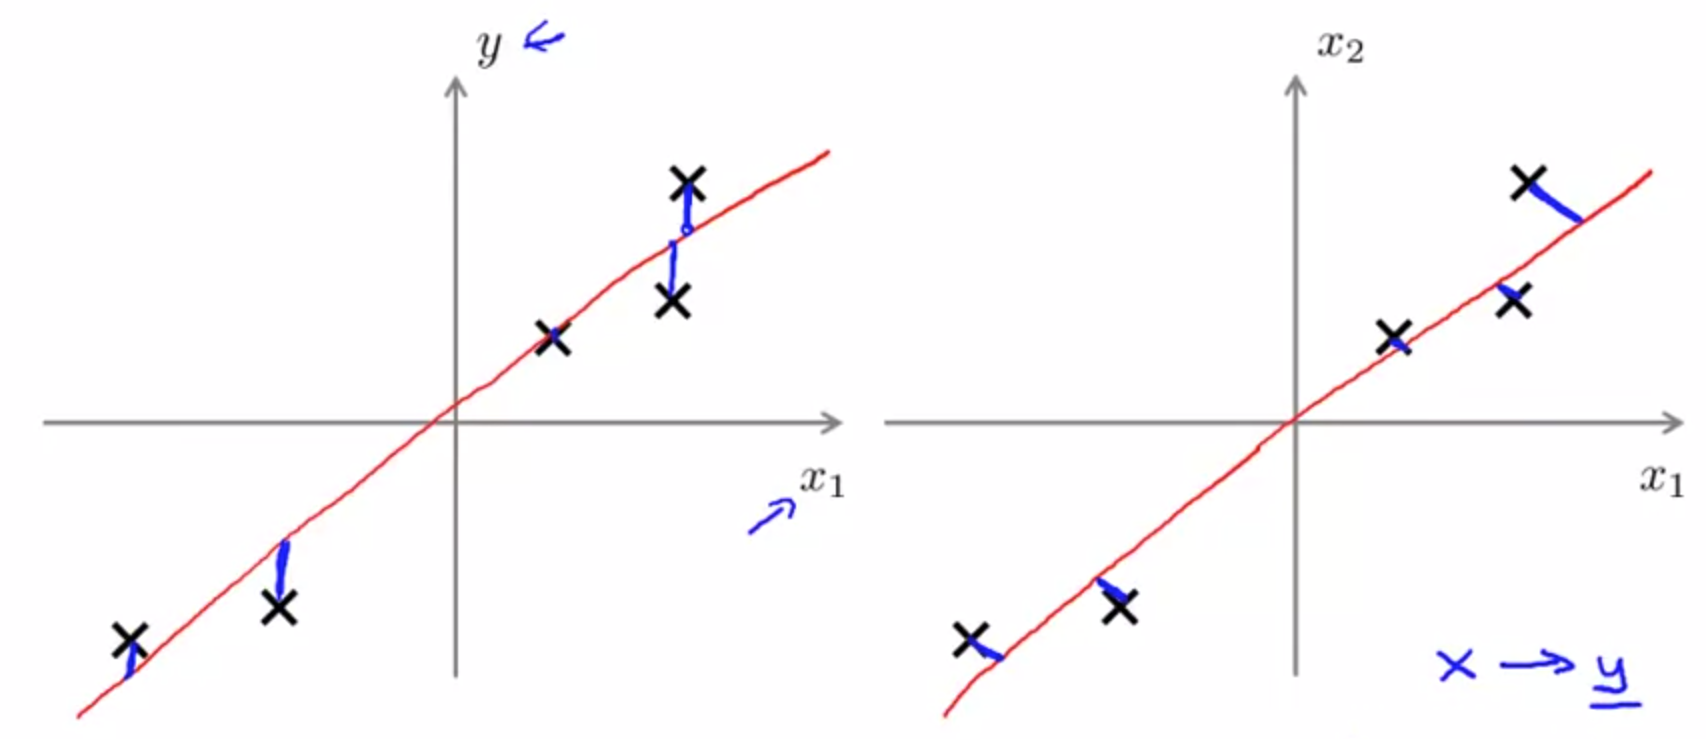 y ←
x₂
x₁
x₁
x → y